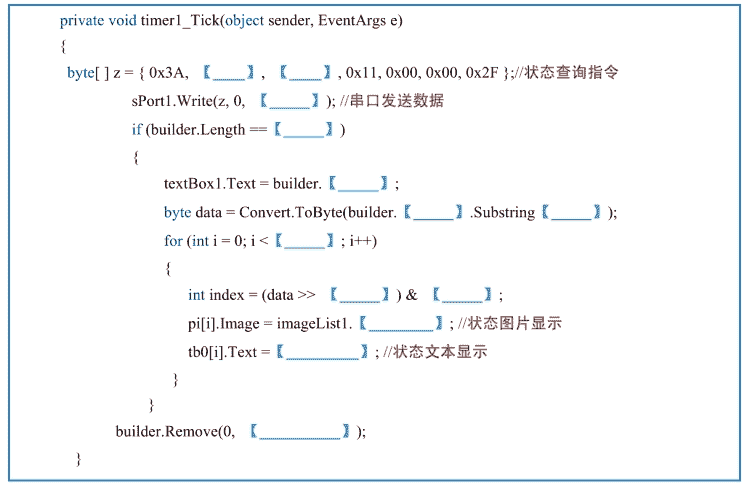 private void timer1_Tick(object sender, EventArgs e)
{
byte[ ] z = { 0x3A, 【____】, 【____】, 0x11, 0x00, 0x00, 0x2F };//状态查询指令
sPort1.Write(z, 0, 【_____】); //串口发送数据
if (builder.Length ==【_____】)
{
textBox1.Text = builder.【_____】;
byte data = Convert.ToByte(builder.【_____】.Substring【_____】);
for (int i = 0; i <【_____】; i++)
{
int index = (data >> 【_____】) & 【_____】;
pi[i].Image = imageList1.【________】; //状态图片显示
tb0[i].Text =【_________】; //状态文本显示
}
}
builder.Remove(0, 【__________】);
}